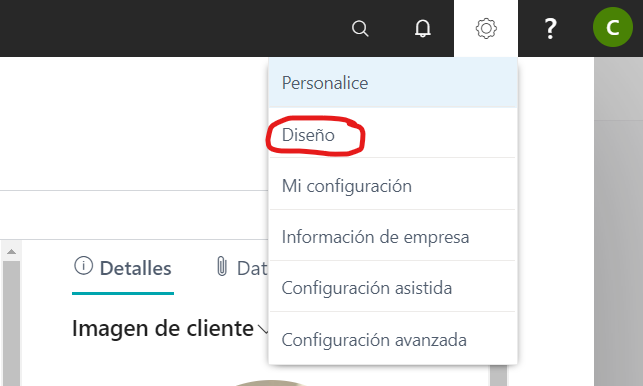 ?
C
Personalice
Diseño
Mi configuración
Información de empresa
Configuración asistida
Configuración avanzada
Detalles
Dat
Imagen de cliente